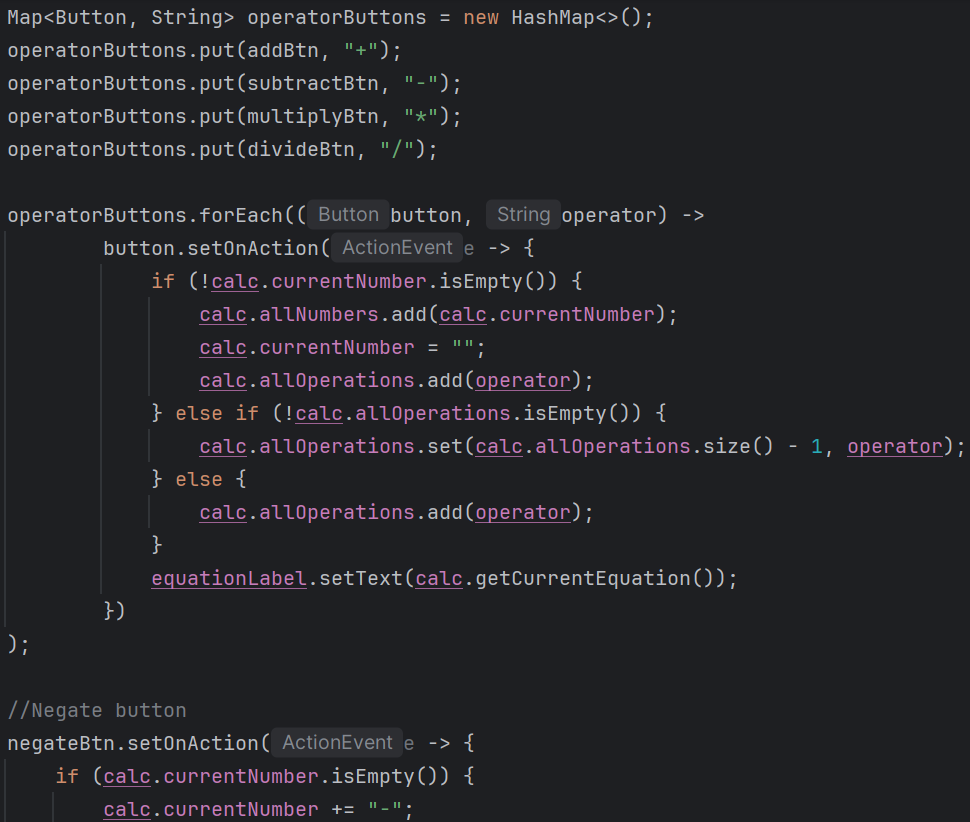 Map<Button, String> operatorButtons = new HashMap<>();
operatorButtons.put(addBtn, "+");
operatorButtons.put(subtractBtn, "-");
operatorButtons.put(multiplyBtn, "*");
operatorButtons.put(divideBtn, "/");
operatorButtons.forEach(( Button button, String operator) ->
button.setOnAction( ActionEvent e -> {
if (!calc.currentNumber.isEmpty()) {
calc.allNumbers.add(calc.currentNumber);
calc.currentNumber = "";
calc.allOperations.add(operator);
} else if (!calc.allOperations.isEmpty()) {
calc.allOperations.set(calc.allOperations.size() - 1, operator);
} else {
calc.allOperations.add(operator);
}
equationLabel.setText(calc.getCurrentEquation());
})
);
//Negate button
negateBtn.setOnAction( ActionEvent e -> {
if (calc.currentNumber.isEmpty()) {
calc.currentNumber += "-";